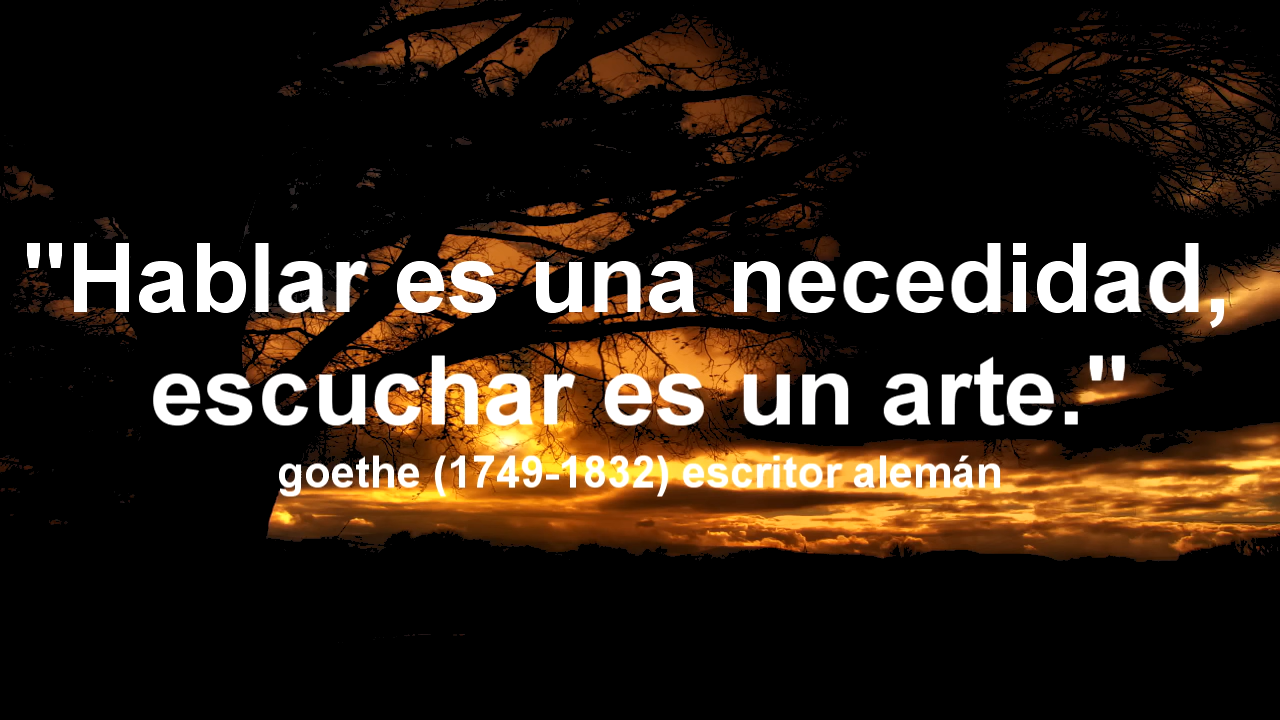 "Hablar es una necedidad,
escuchar es un arte."
goethe (1749-1832) escritor alemán